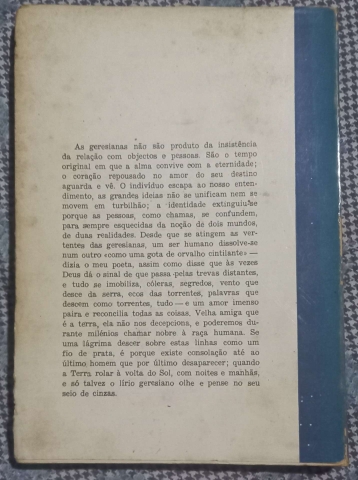 As geresianas não são produto da insistência
da relação com objectos e pessoas. São o tempo
original em que a alma convive com a eternidade;
o coração repousado no amor do seu destino
aguarda e vê. O indivíduo escapa ao nosso enten-
dimento, as grandes ideias não se unificam nem se
movem em turbilhão; a identidade extinguiu-se
porque as pessoas, como chamas, se confundem,
para sempre esquecidas da noção de dois mundos,
de duas realidades. Desde que se atingem as ver-
tentes das geresianas, um ser humano dissolve-se
num outro «como uma gota de orvalho cintilante» —
dizia o meu poeta, assim como disse que às vezes
Deus dá o sinal de que passa pelas trevas distantes,
e tudo se imobiliza, cóleras, segredos, vento que
desce da serra, ecos das torrentes, palavras que
descem como torrentes, tudo — e um amor imenso
paira e reconcilia todas as coisas. Velha amiga que
é a terra, ela não nos decepciona, e poderemos du-
rante milénios chamar nobre à raça humana. Se
uma lágrima descer sobre estas linhas como um
fio de prata, é porque existe consolação até ao
último homem que por último desaparecer; quando
a Terra rolar à volta do Sol, com noites e manhãs,
e só talvez o lírio geresiano olhe e pense no seu
seio de cinzas.